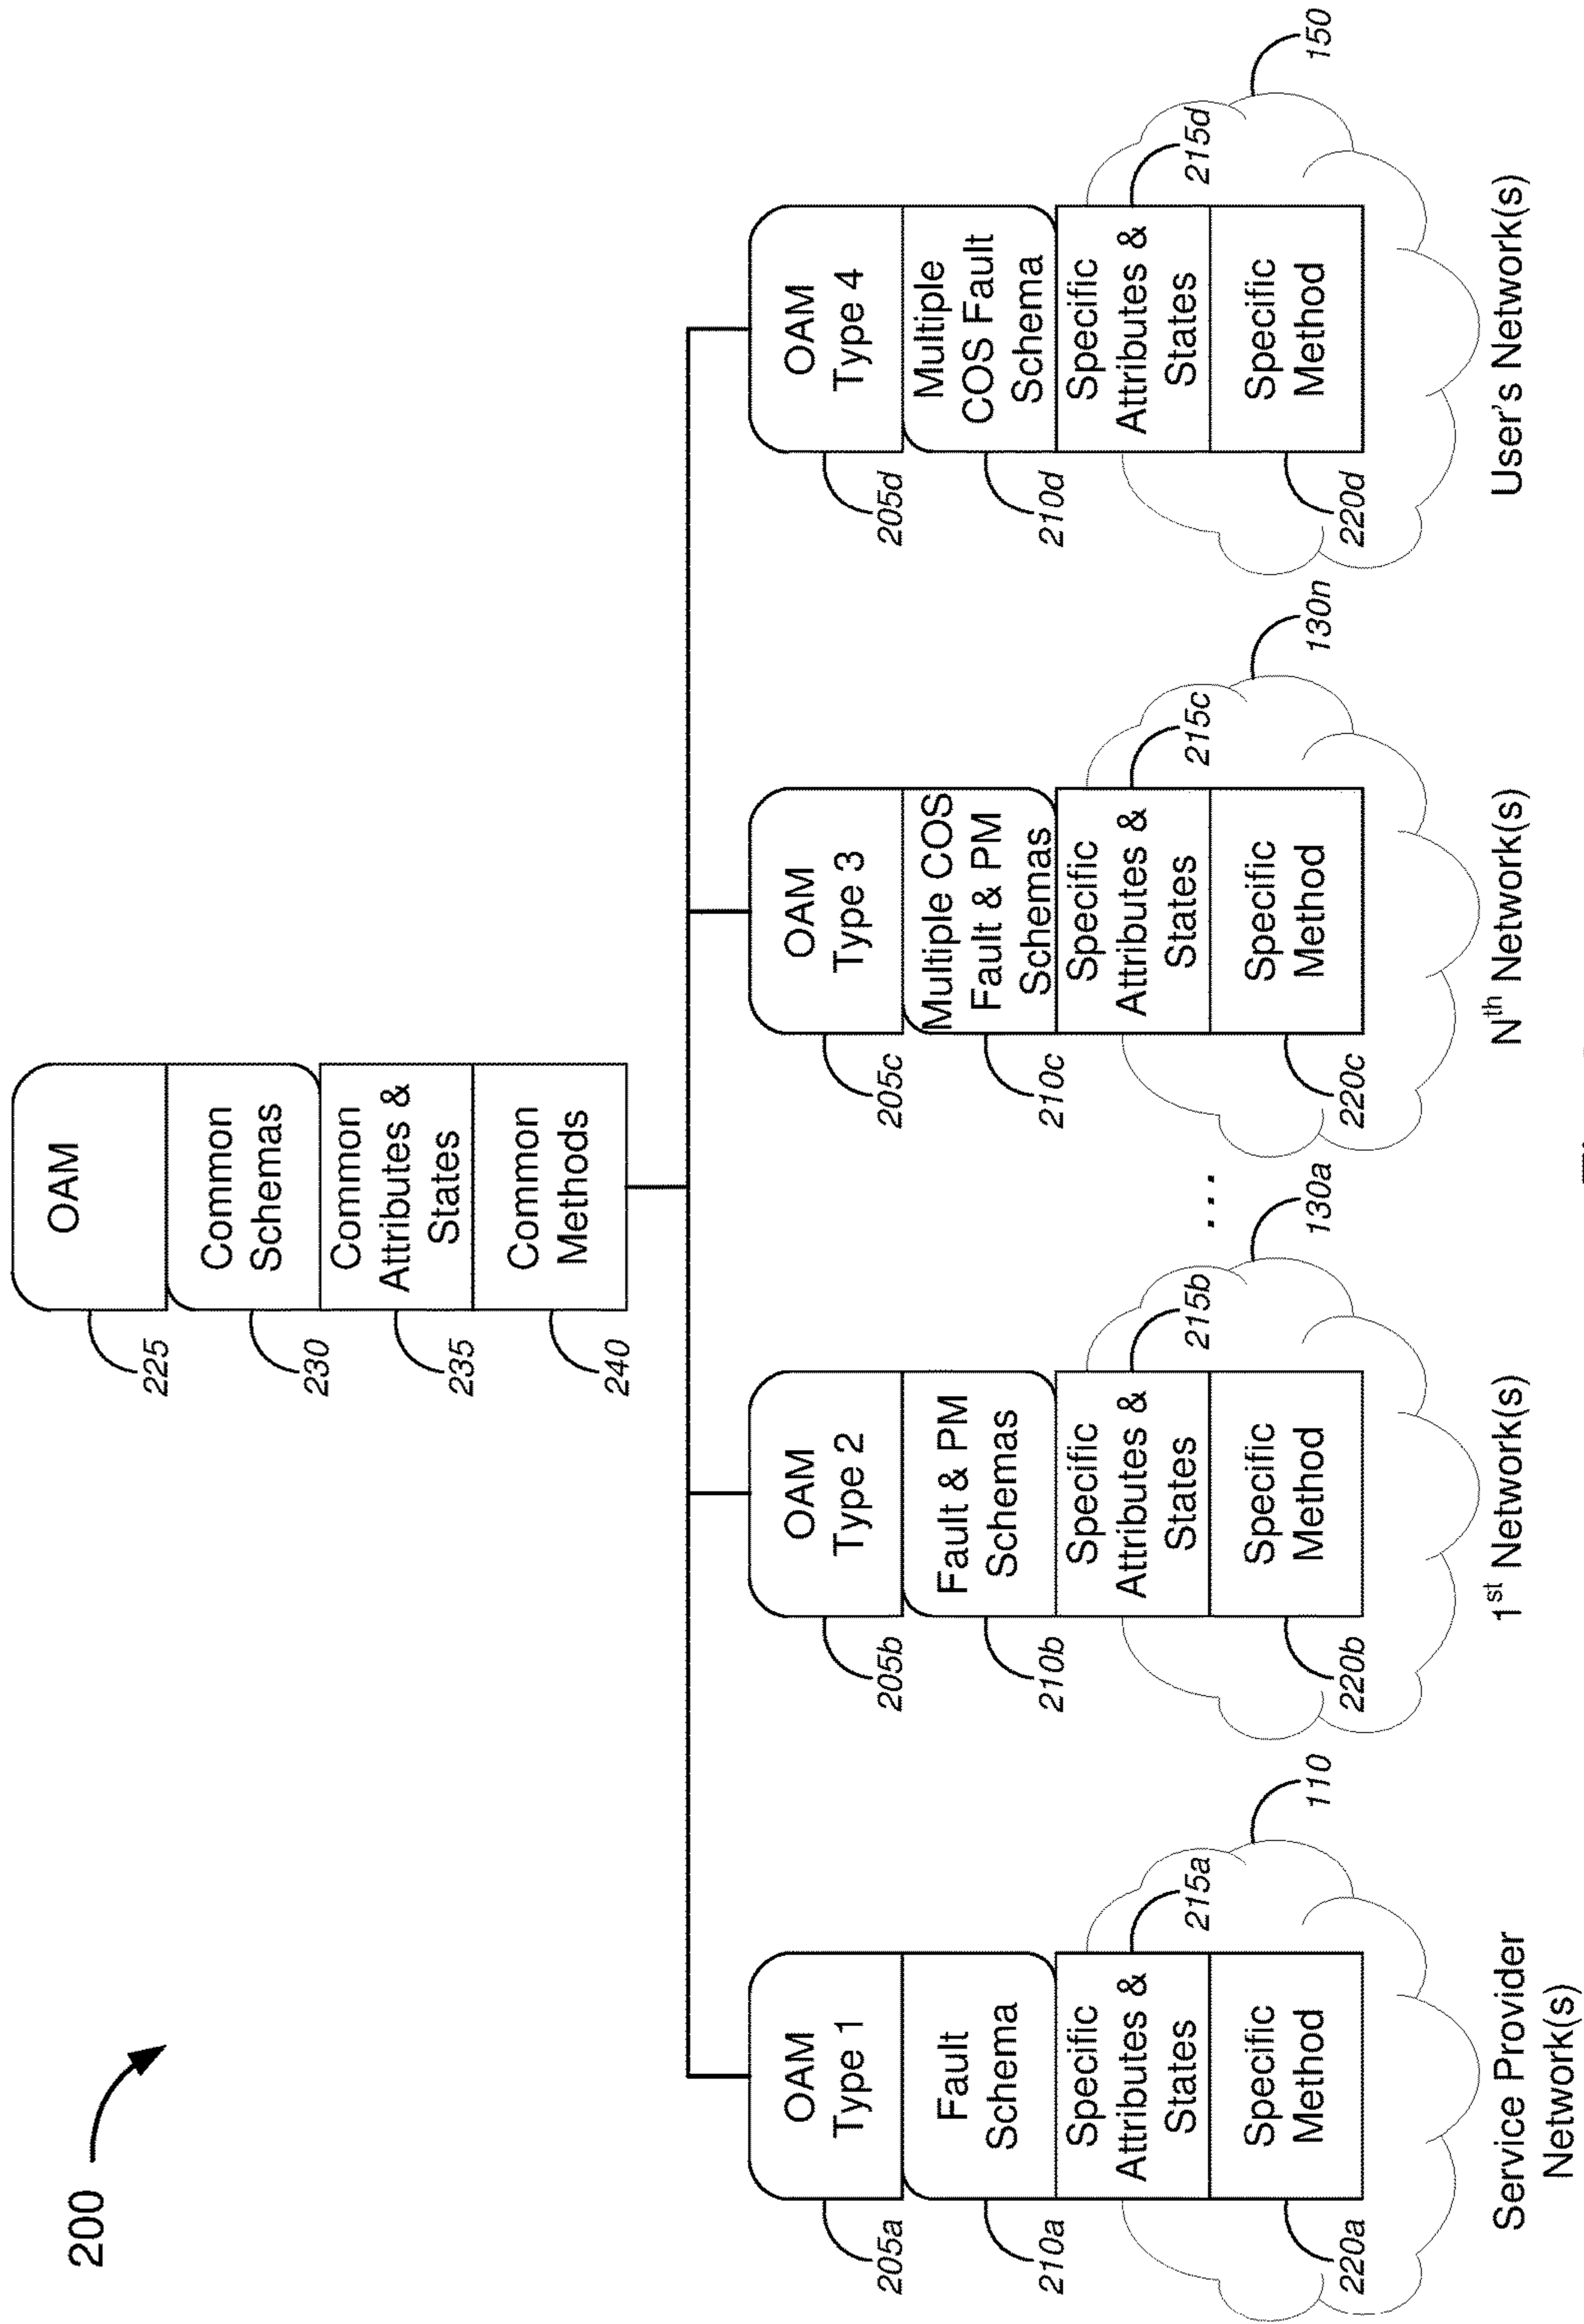 200
OAM
225
Common
Schemas
230
Common
Attributes &
States
235
Common
Methods
240
OAM
Type 1
205a
Fault
Schema
210a
Specific
Attributes &
States
215a
Specific
Method
220a
110
Service Provider
Network(s)
OAM
Type 2
205b
Fault & PM
Schemas
210b
Specific
Attributes &
States
215b
Specific
Method
220b
130a
1st Network(s)
...
OAM
Type 3
205c
Multiple COS
Fault & PM
Schemas
210c
Specific
Attributes &
States
215c
Specific
Method
220c
130n
Nth Network(s)
OAM
Type 4
205d
Multiple
COS Fault
Schema
210d
Specific
Attributes &
States
215d
Specific
Method
220d
150
User's Network(s)